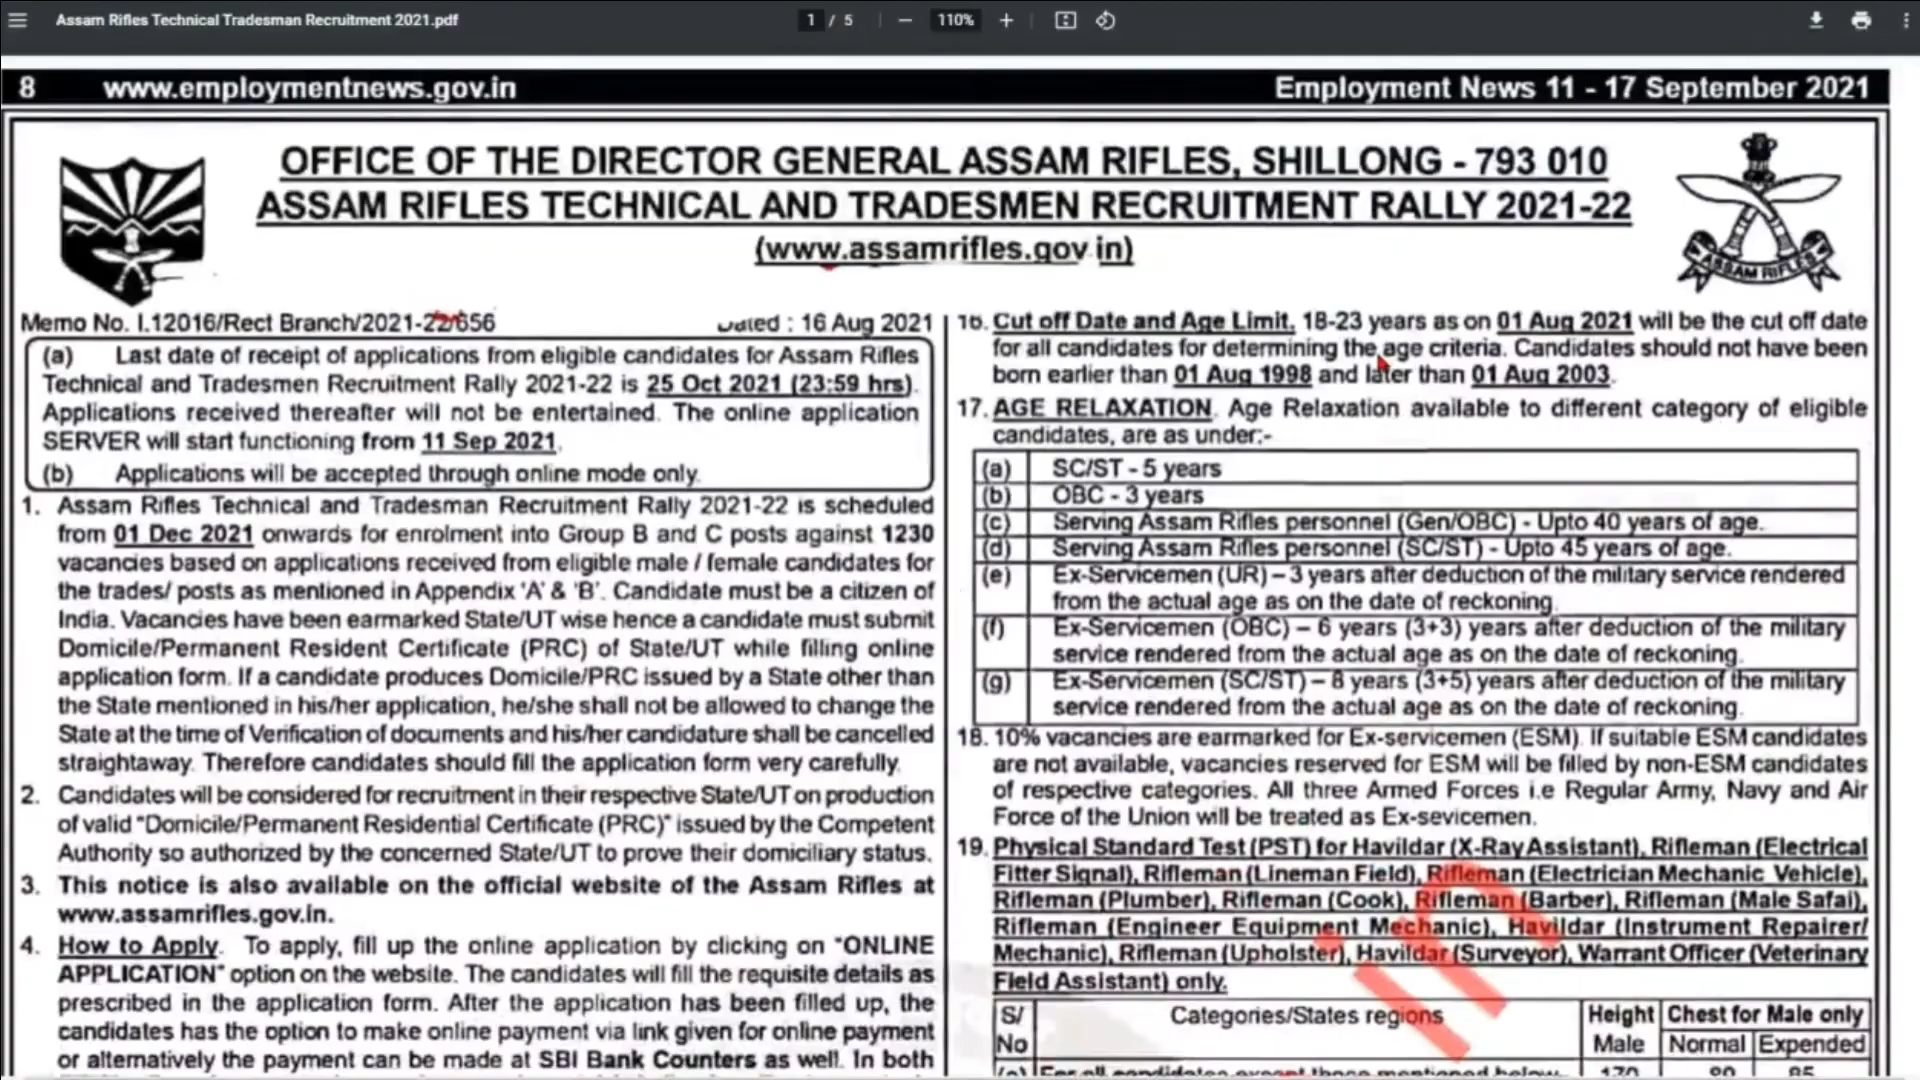 Assam Rifles Technical Tradesman Recruitment 2021.pdf
1 / 5
110%
8 www.employmentnews.gov.in Employment News 11 - 17 September 2021
OFFICE OF THE DIRECTOR GENERAL ASSAM RIFLES, SHILLONG - 793 010
ASSAM RIFLES TECHNICAL AND TRADESMEN RECRUITMENT RALLY 2021-22
(www.assamrifles.gov in)
ASSAM RIFLES
Memo No. I.12016/Rect Branch/2021-22/656 Dated : 16 Aug 2021
(a) Last date of receipt of applications from eligible candidates for Assam Rifles
Technical and Tradesmen Recruitment Rally 2021-22 is 25 Oct 2021 (23:59 hrs).
Applications received thereafter will not be entertained. The online application
SERVER will start functioning from 11 Sep 2021.
(b) Applications will be accepted through online mode only.
1. Assam Rifles Technical and Tradesman Recruitment Rally 2021-22 is scheduled
from 01 Dec 2021 onwards for enrolment into Group B and C posts against 1230
vacancies based on applications received from eligible male / female candidates for
the trades/ posts as mentioned in Appendix 'A' & 'B'. Candidate must be a citizen of
India. Vacancies have been earmarked State/UT wise hence a candidate must submit
Domicile/Permanent Resident Certificate (PRC) of State/UT while filling online
application form. If a candidate produces Domicile/PRC issued by a State other than
the State mentioned in his/her application, he/she shall not be allowed to change the
State at the time of Verification of documents and his/her candidature shall be cancelled
straightaway. Therefore candidates should fill the application form very carefully.
2. Candidates will be considered for recruitment in their respective State/UT on production
of valid "Domicile/Permanent Residential Certificate (PRC)" issued by the Competent
Authority so authorized by the concerned State/UT to prove their domiciliary status.
3. This notice is also available on the official website of the Assam Rifles at
www.assamrifles.gov.in.
4. How to Apply. To apply, fill up the online application by clicking on "ONLINE
APPLICATION" option on the website. The candidates will fill the requisite details as
prescribed in the application form. After the application has been filled up, the
candidates has the option to make online payment via link given for online payment
or alternatively the payment can be made at SBI Bank Counters as well. In both
16. Cut off Date and Age Limit. 18-23 years as on 01 Aug 2021 will be the cut off date
for all candidates for determining the age criteria. Candidates should not have been
born earlier than 01 Aug 1998 and later than 01 Aug 2003.
17. AGE RELAXATION. Age Relaxation available to different category of eligible
candidates, are as under:-
(a) SC/ST - 5 years
(b) OBC - 3 years
(c) Serving Assam Rifles personnel (Gen/OBC) - Upto 40 years of age.
(d) Serving Assam Rifles personnel (SC/ST) - Upto 45 years of age.
(e) Ex-Servicemen (UR) – 3 years after deduction of the military service rendered
from the actual age as on the date of reckoning.
(f) Ex-Servicemen (OBC) – 6 years (3+3) years after deduction of the military
service rendered from the actual age as on the date of reckoning.
(g) Ex-Servicemen (SC/ST) – 8 years (3+5) years after deduction of the military
service rendered from the actual age as on the date of reckoning.
18. 10% vacancies are earmarked for Ex-servicemen (ESM). If suitable ESM candidates
are not available, vacancies reserved for ESM will be filled by non-ESM candidates
of respective categories. All three Armed Forces i.e Regular Army, Navy and Air
Force of the Union will be treated as Ex-sevicemen.
19. Physical Standard Test (PST) for Havildar (X-Ray Assistant), Rifleman (Electrical
Fitter Signal), Rifleman (Lineman Field), Rifleman (Electrician Mechanic Vehicle),
Rifleman (Plumber), Rifleman (Cook), Rifleman (Barber), Rifleman (Male Safai),
Rifleman (Engineer Equipment Mechanic), Havildar (Instrument Repairer/
Mechanic), Rifleman (Upholster), Havildar (Surveyor), Warrant Officer (Veterinary
Field Assistant) only.
S/ Categories/States regions Height Chest for Male only
No Male Normal Expended
(a) For all candidates except those mentioned below 170 80 85
in